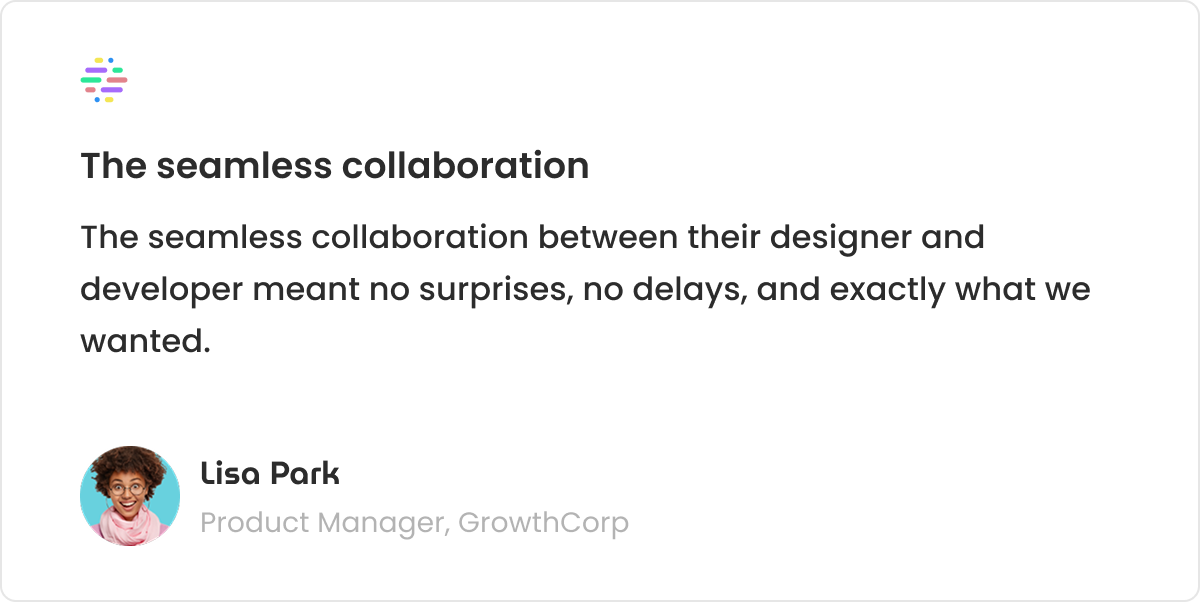 The seamless collaboration
The seamless collaboration between their designer and
developer meant no surprises, no delays, and exactly what we
wanted.
Lisa Park
Product Manager, GrowthCorp